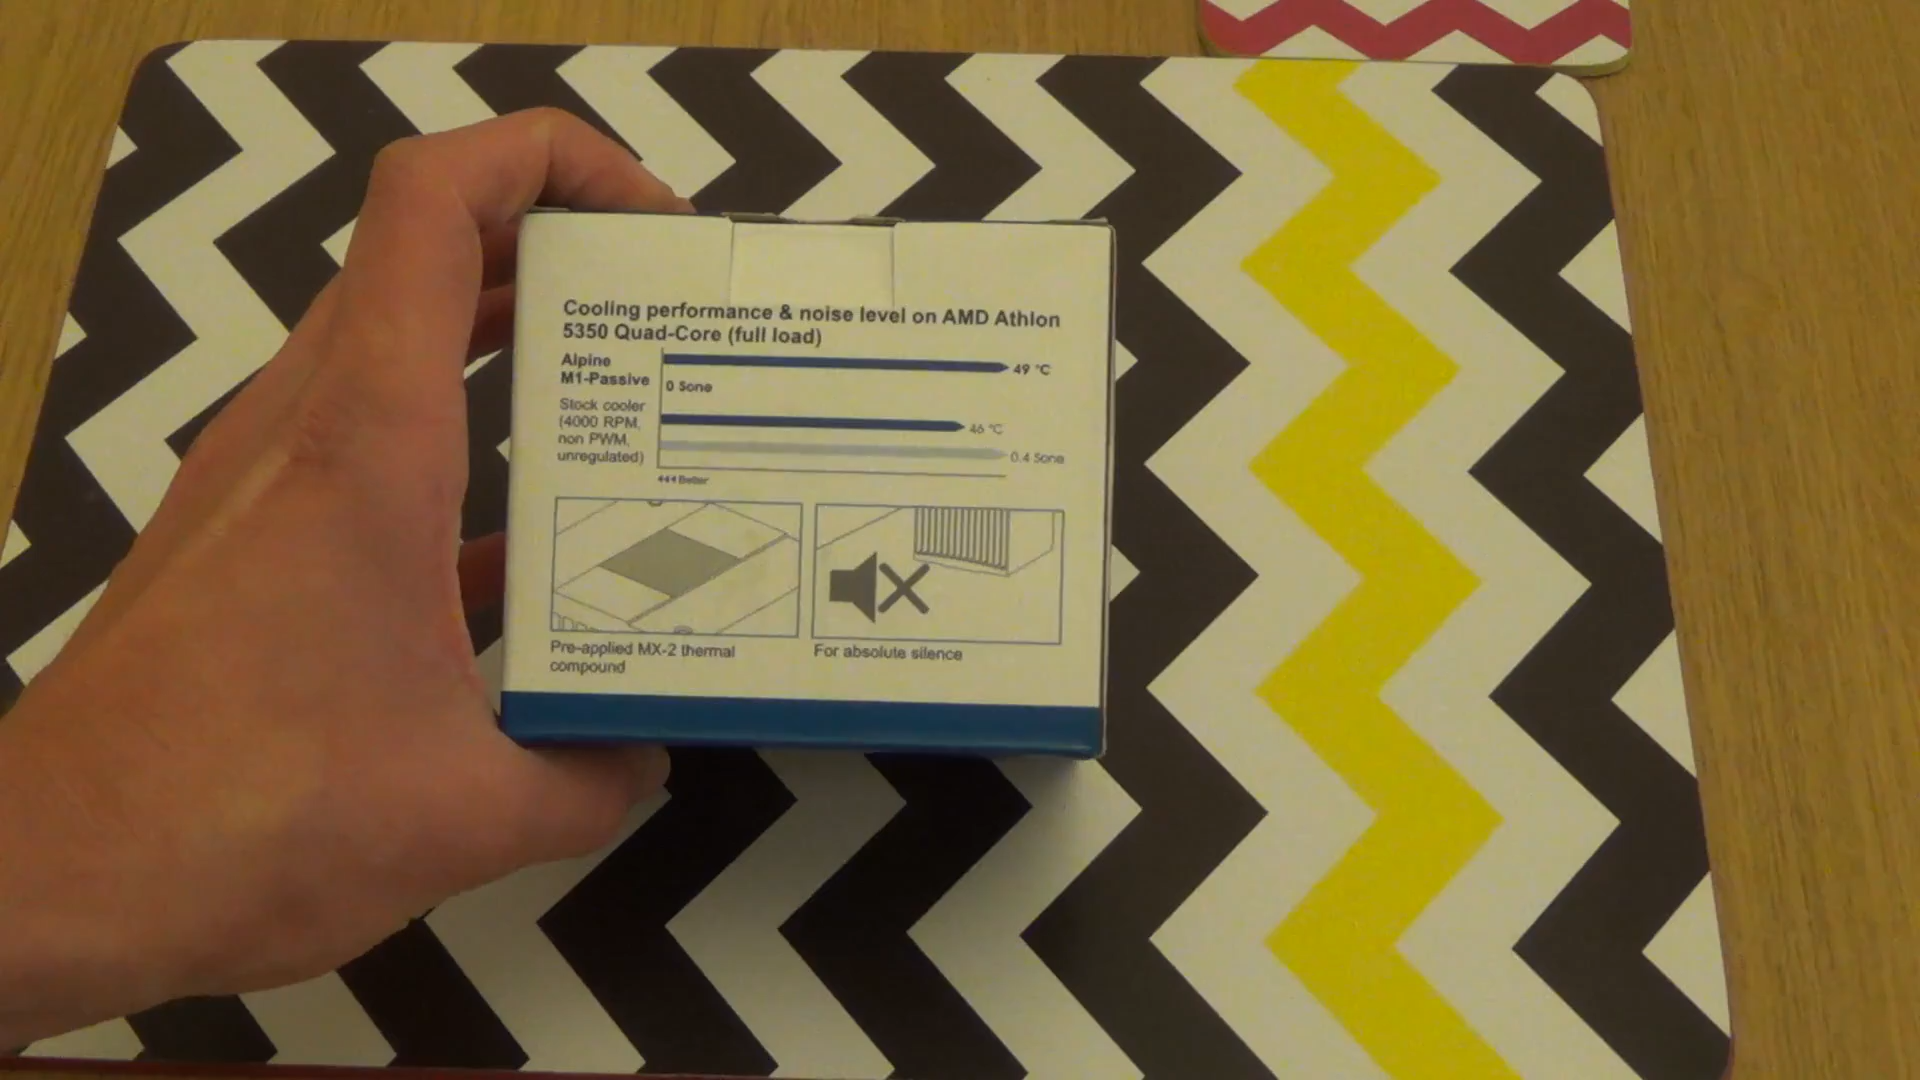 Cooling performance & noise level on AMD Athlon
5350 Quad-Core (full load)
Alpine
M1-Passive
49 °C
0 Sone
Stock cooler
(4000 RPM,
non PWM,
unregulated)
46 °C
0.4 Sone
Better
Pre-applied MX-2 thermal
compound
For absolute silence